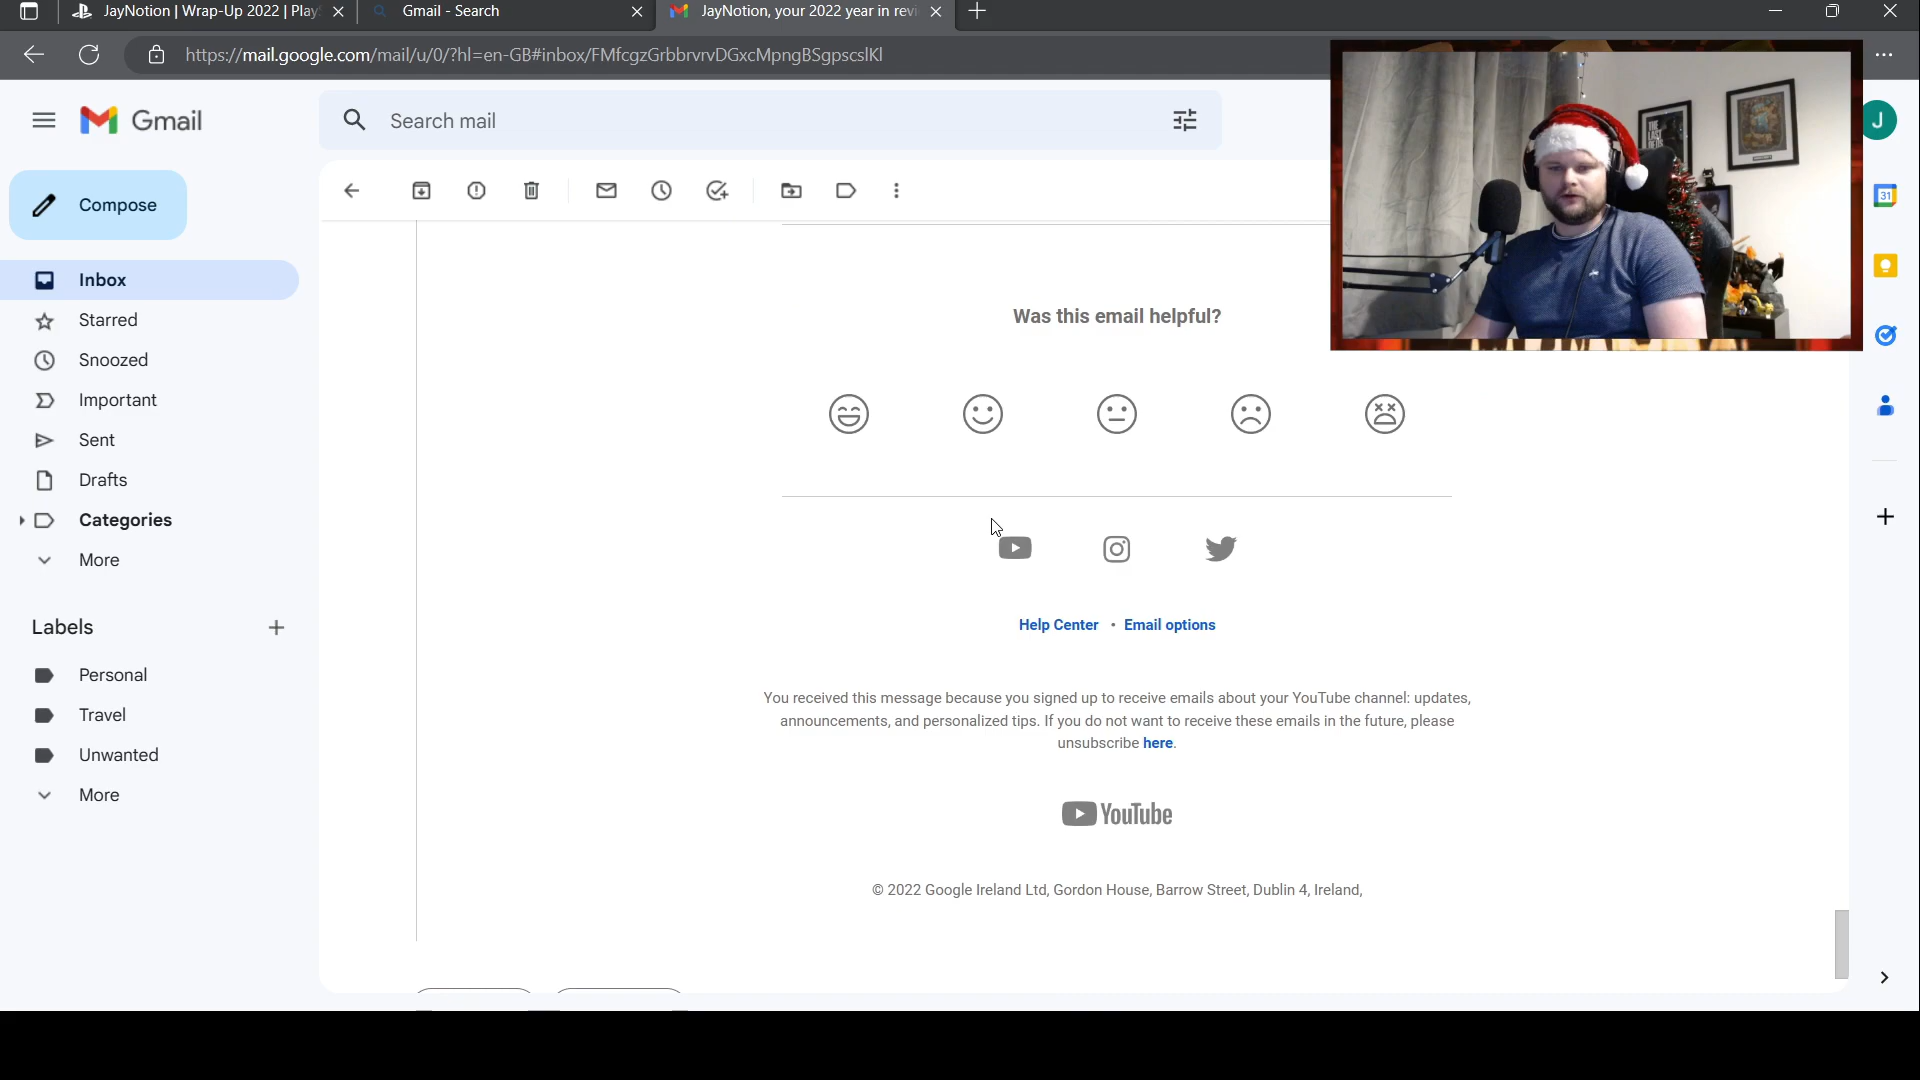 JayNotion | Wrap-Up 2022 | Play
Gmail - Search
JayNotion, your 2022 year in revi
https://mail.google.com/mail/u/0/?hl=en-GB#inbox/FMfcgzGrbbrvrvDGxcMpngBSgpscslKl
Gmail
Search mail
J
Compose
31
Inbox
Starred
Snoozed
Important
Sent
Drafts
Categories
More
Labels
Personal
Travel
Unwanted
More
THE LAST
Was this email helpful?
Help Center • Email options
You received this message because you signed up to receive emails about your YouTube channel: updates,
announcements, and personalized tips. If you do not want to receive these emails in the future, please
unsubscribe here.
YouTube
© 2022 Google Ireland Ltd, Gordon House, Barrow Street, Dublin 4, Ireland,